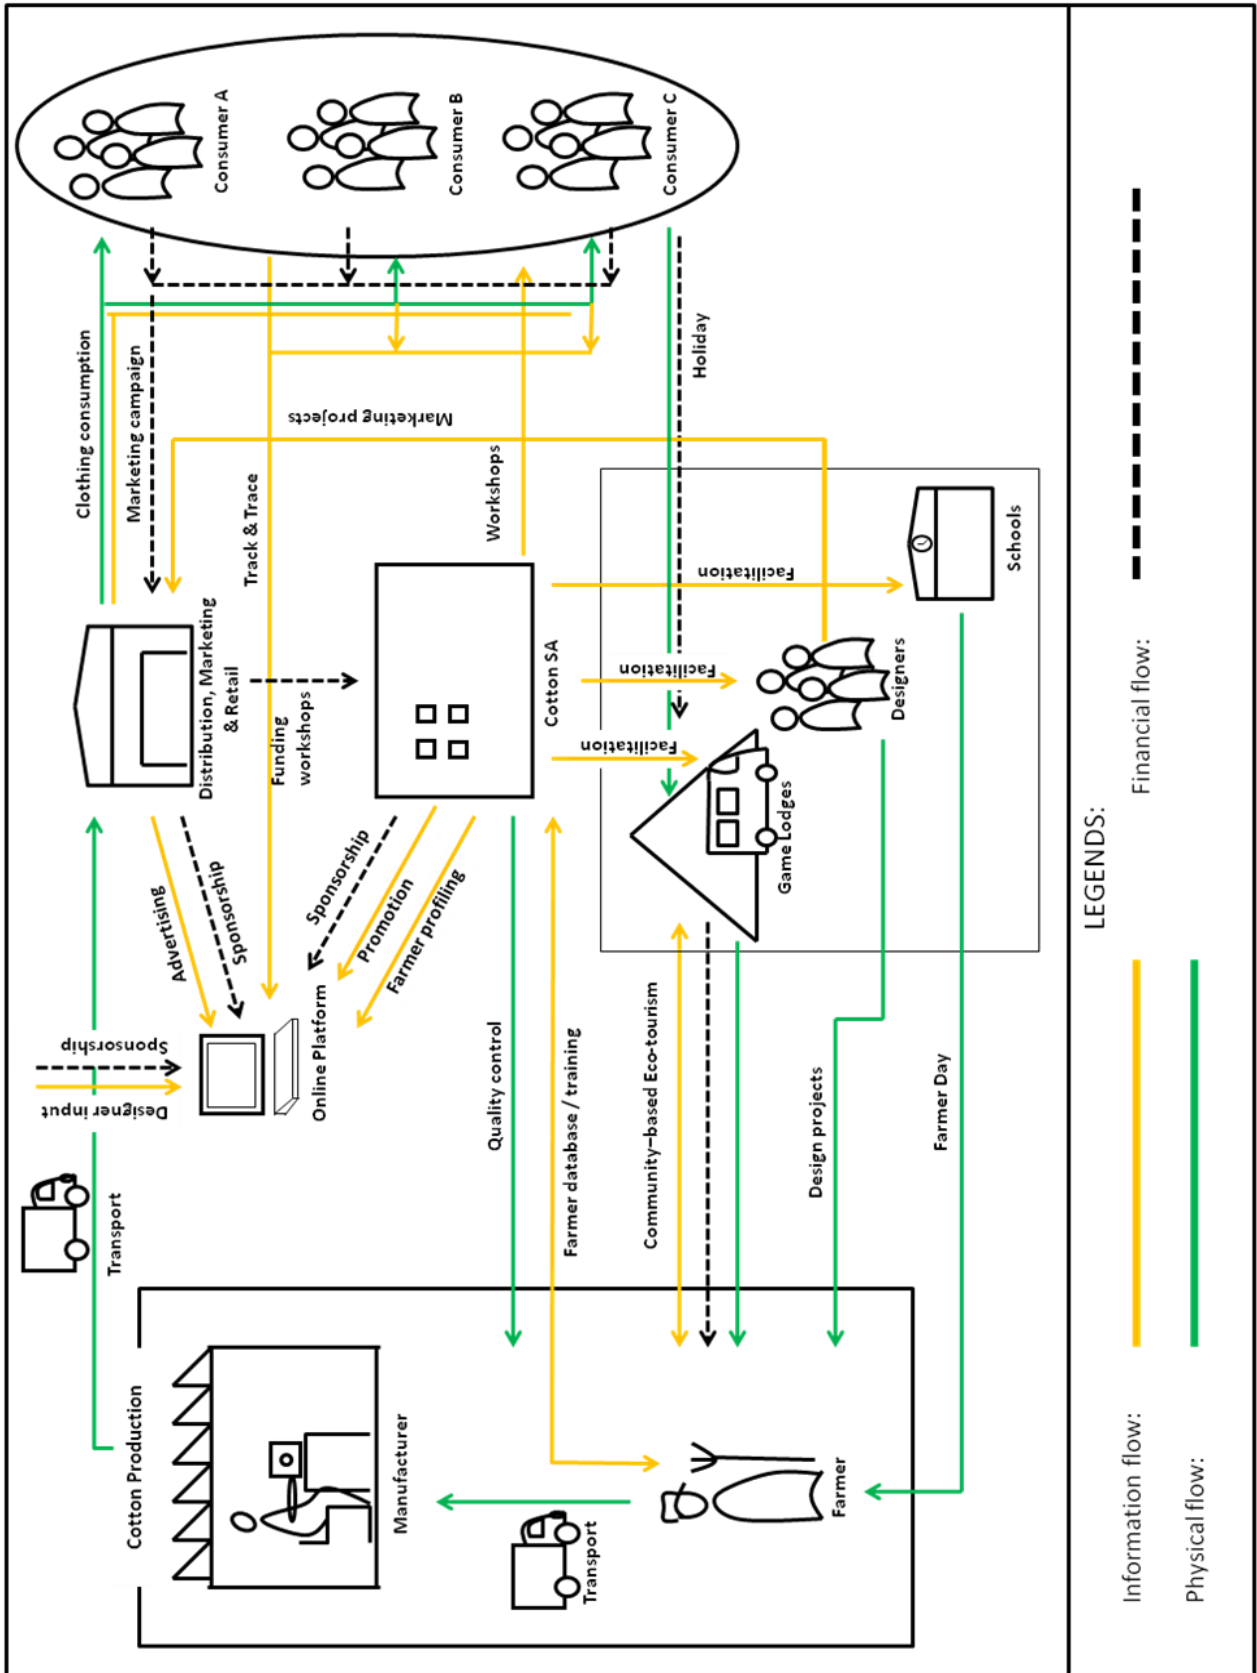 Cotton Production
Manufacturer
Transport
Farmer
Transport
Designer input
Sponsorship
Online Platform
Advertising
Sponsorship
Sponsorship
Promotion
Farmer profiling
Distribution, Marketing
& Retail
Funding
workshops
Track & Trace
Clothing consumption
Marketing campaign
Marketing projects
Workshops
Cotton SA
Consumer A
Consumer B
Consumer C
Holiday
Facilitation
Facilitation
Facilitation
Quality control
Farmer database / training
Community–based Eco-tourism
Game Lodges
Designers
Schools
Design projects
Farmer Day
LEGENDS:
Information flow:
Financial flow:
Physical flow: